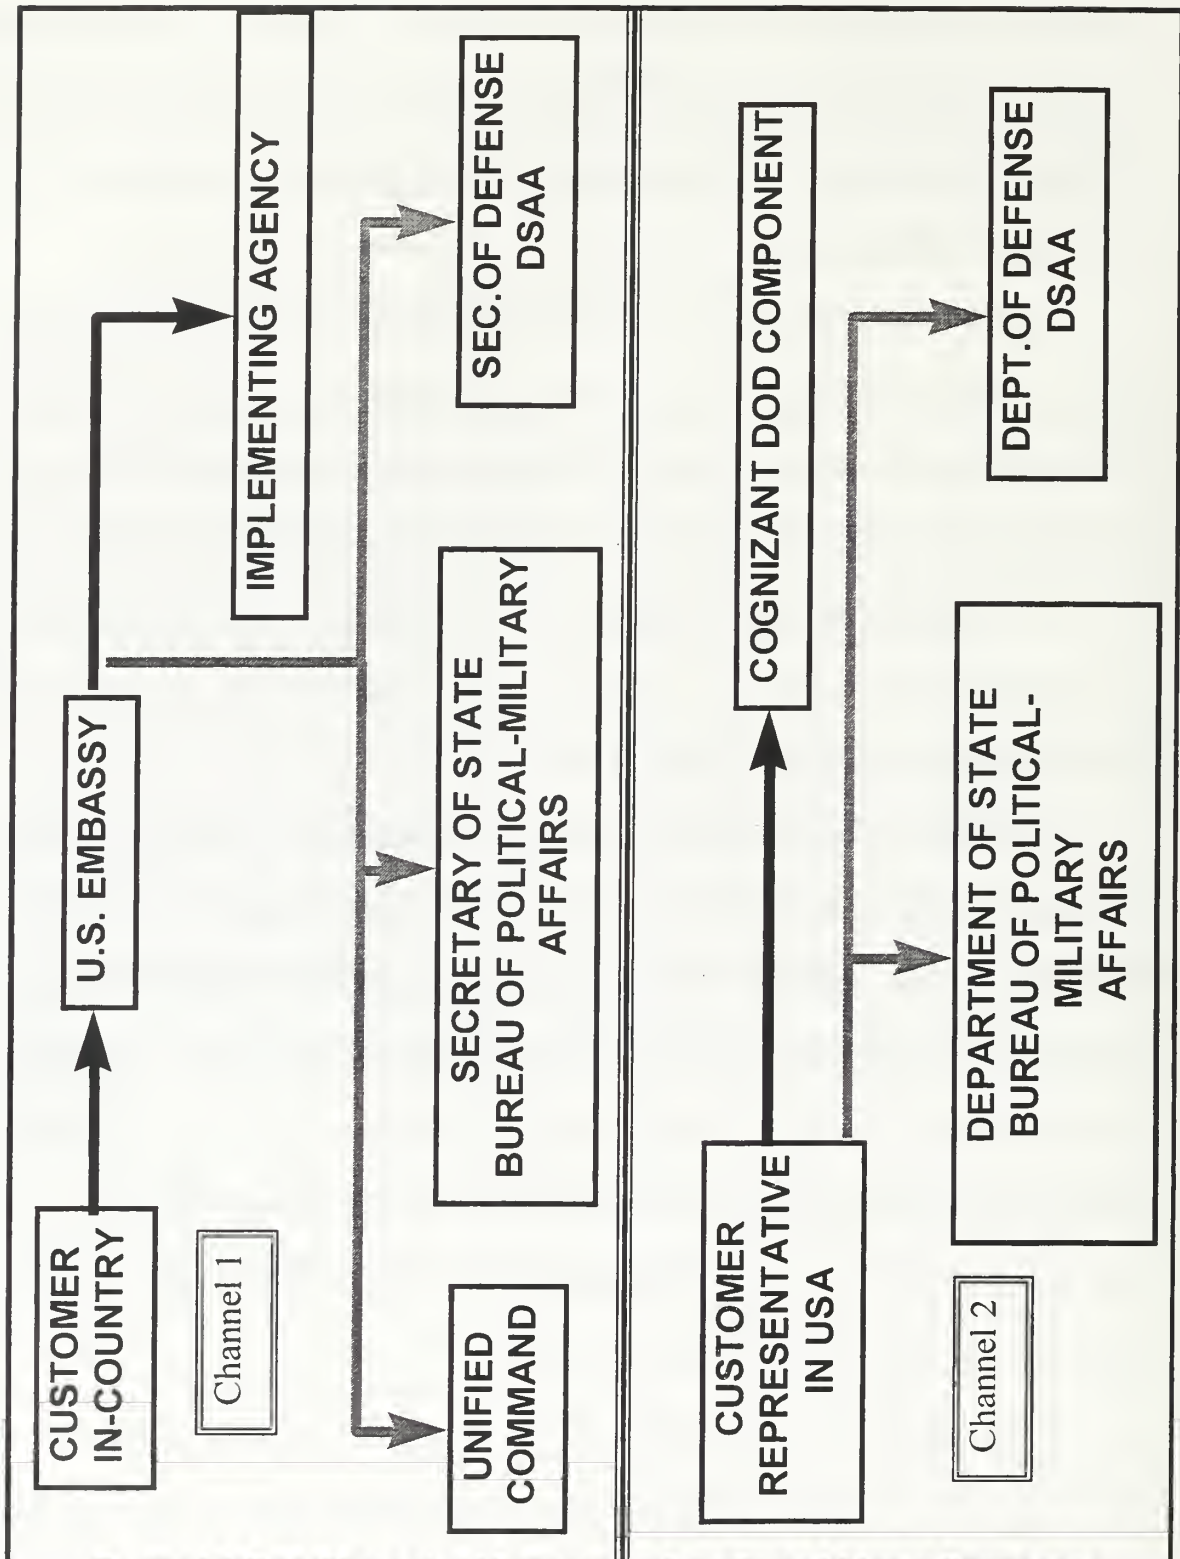 CUSTOMER
IN-COUNTRY
U.S. EMBASSY
IMPLEMENTING AGENCY
Channel 1
UNIFIED
COMMAND
SECRETARY OF STATE
BUREAU OF POLITICAL-MILITARY
AFFAIRS
SEC.OF DEFENSE
DSAA
CUSTOMER
REPRESENTATIVE
IN USA
COGNIZANT DOD COMPONENT
Channel 2
DEPARTMENT OF STATE
BUREAU OF POLITICAL-
MILITARY
AFFAIRS
DEPT.OF DEFENSE
DSAA